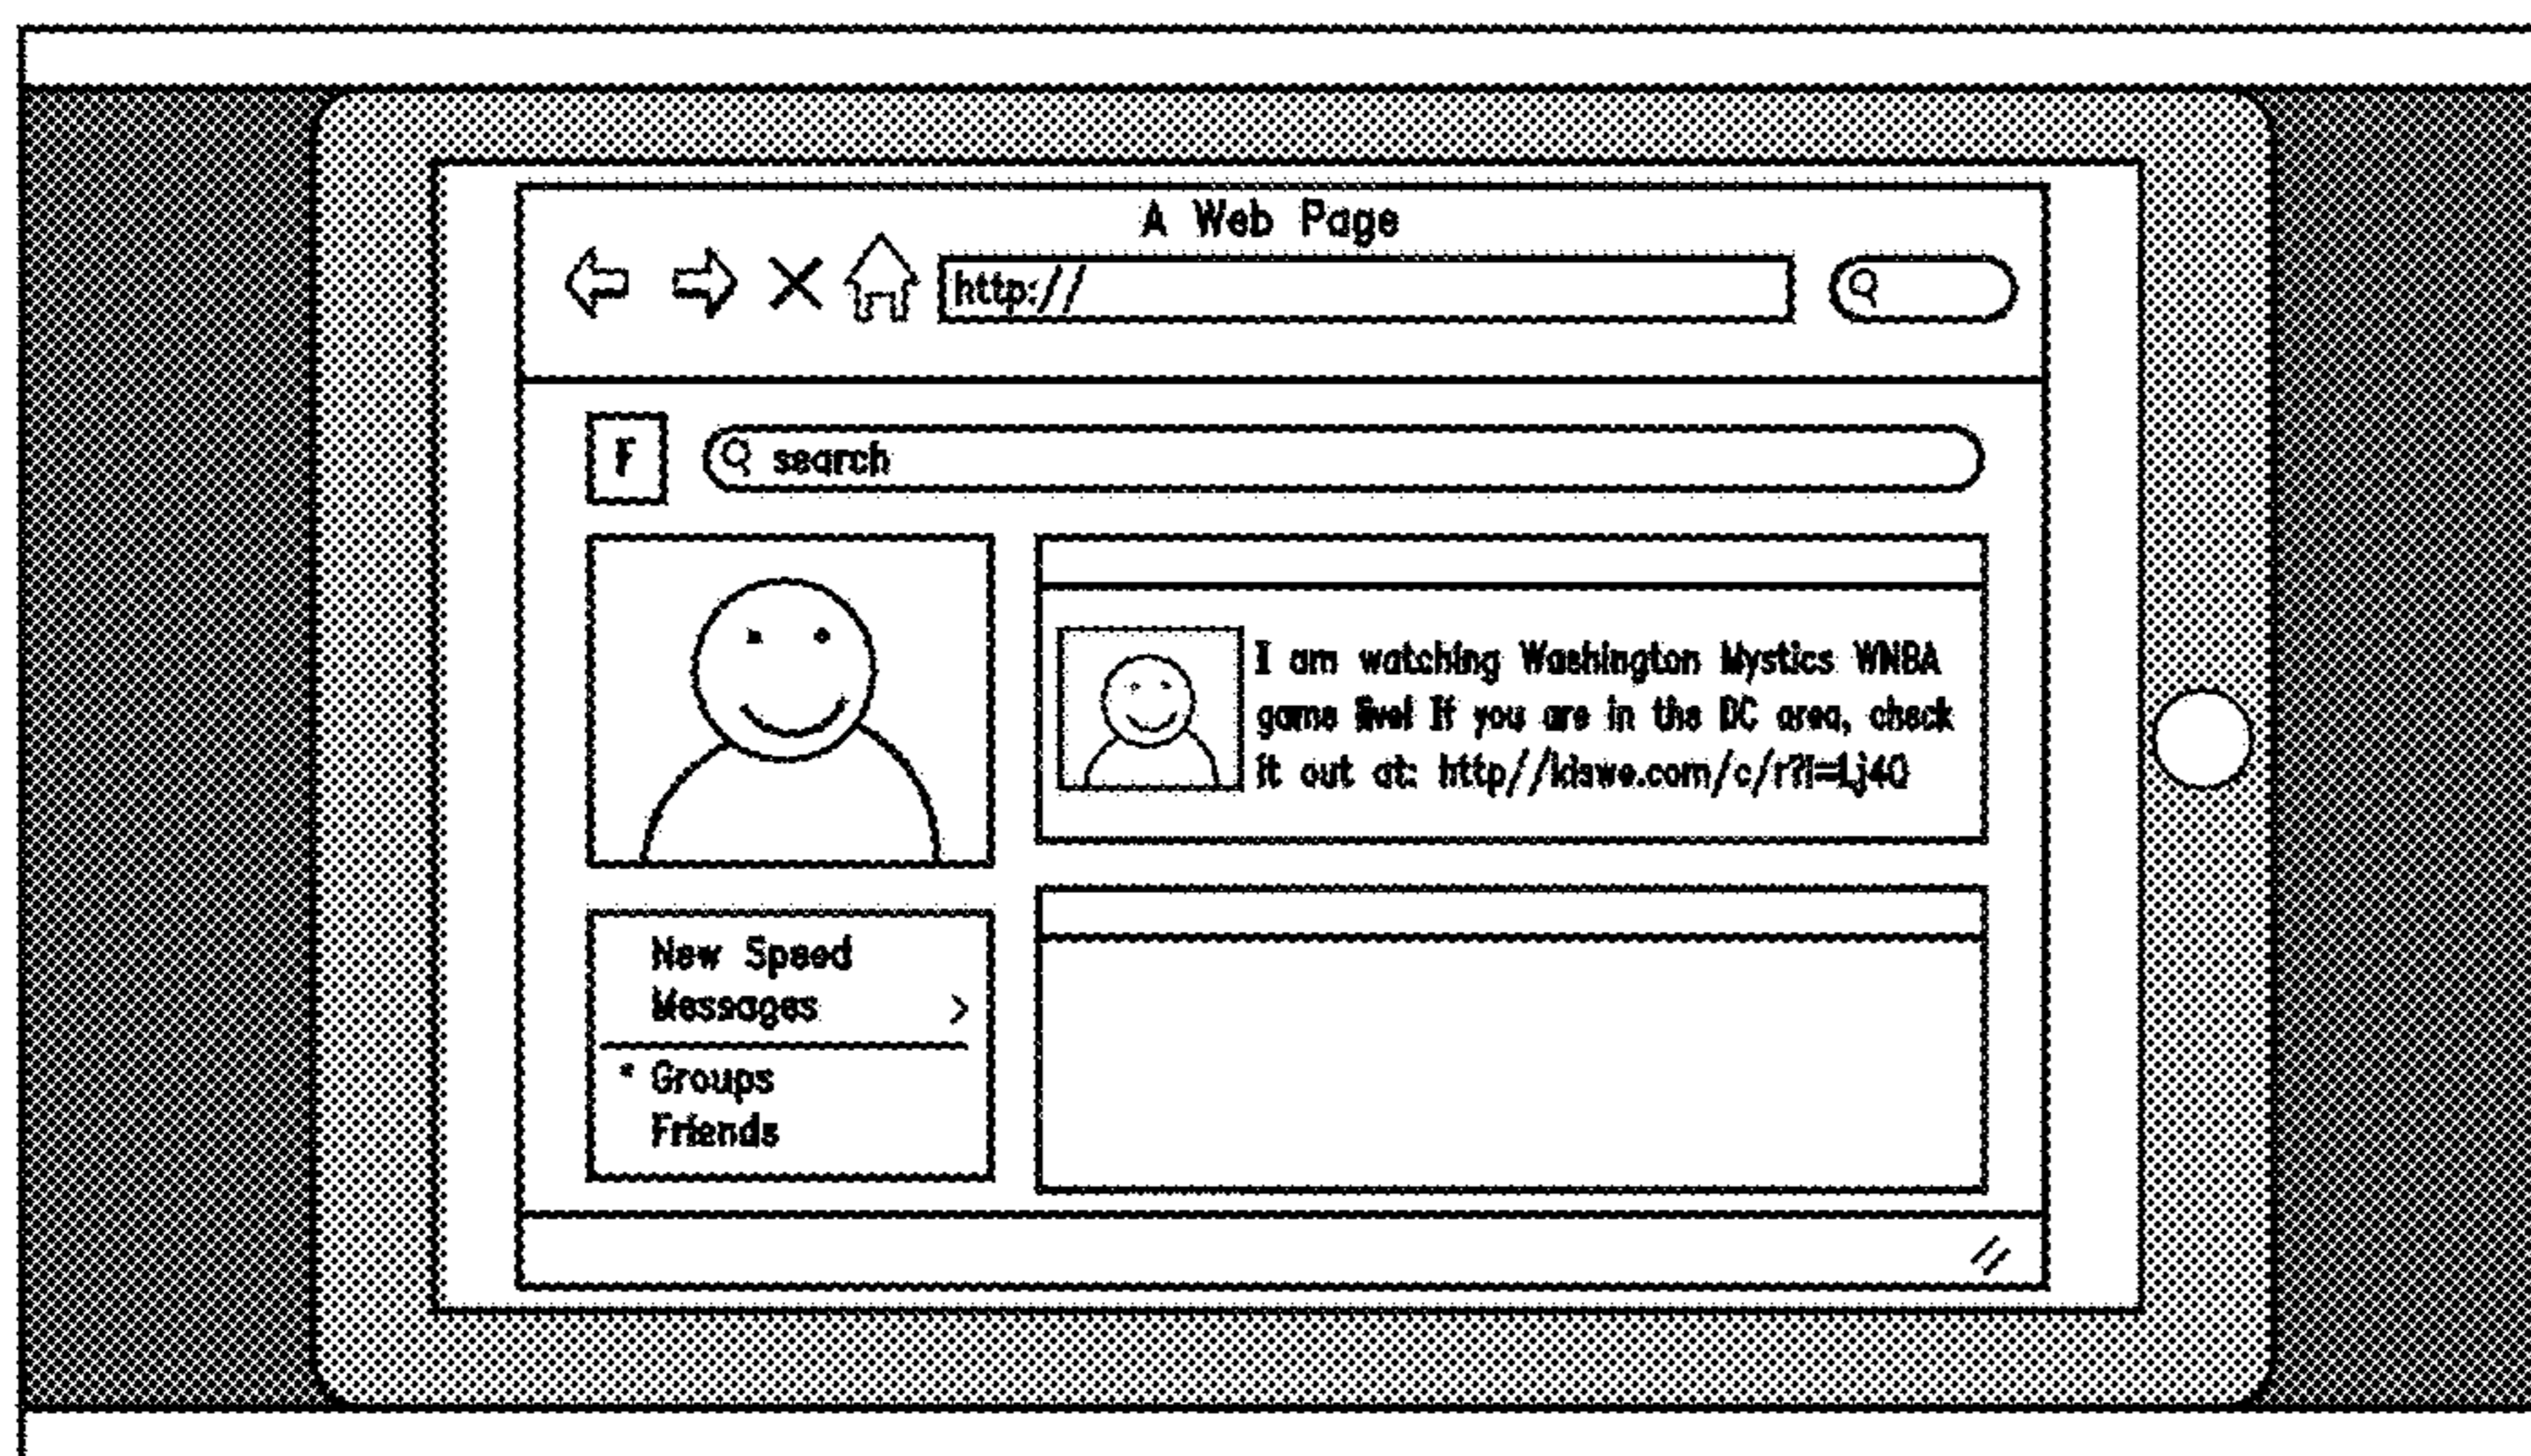 A Web Page
http://
F
search
I am watching Washington Mystics WNBA
game live! If you are in the DC area, check
it out at:
New Speed
Messages >
* Groups
Friends